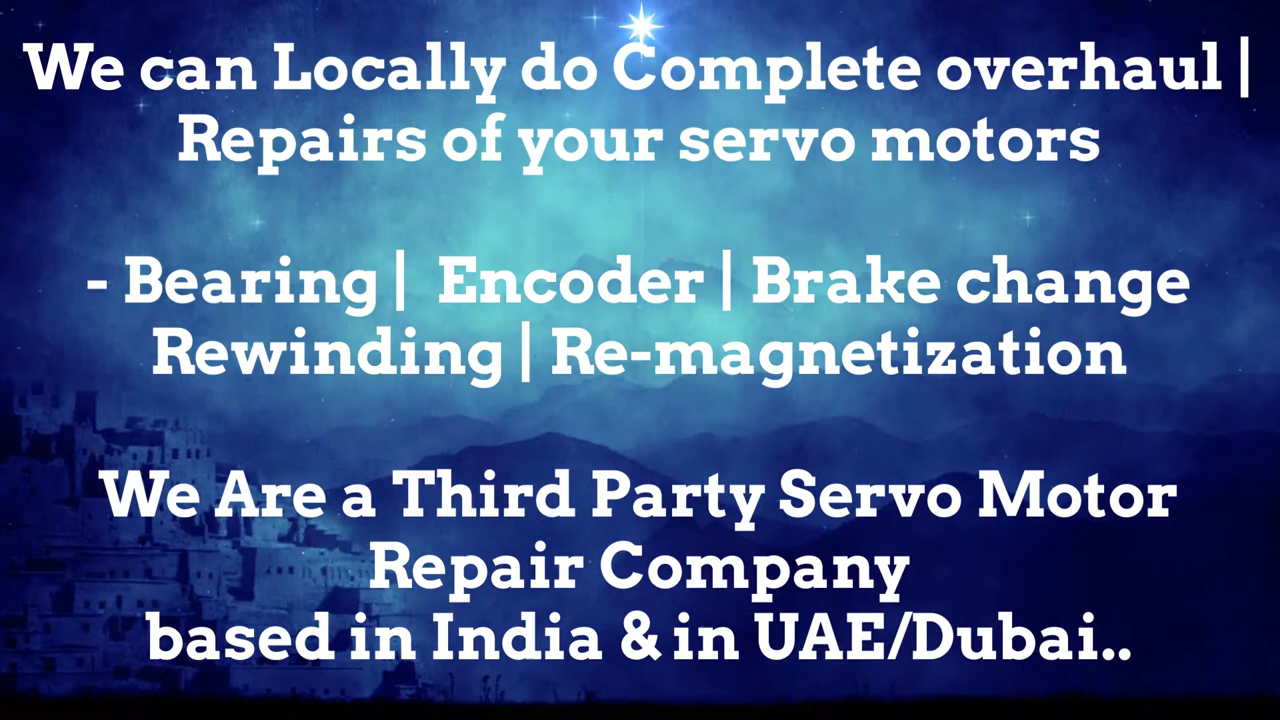 We can Locally do Complete overhaul |
Repairs of your servo motors
- Bearing | Encoder | Brake change
Rewinding | Re-magnetization
We Are a Third Party Servo Motor
Repair Company
based in India & in UAE/Dubai..